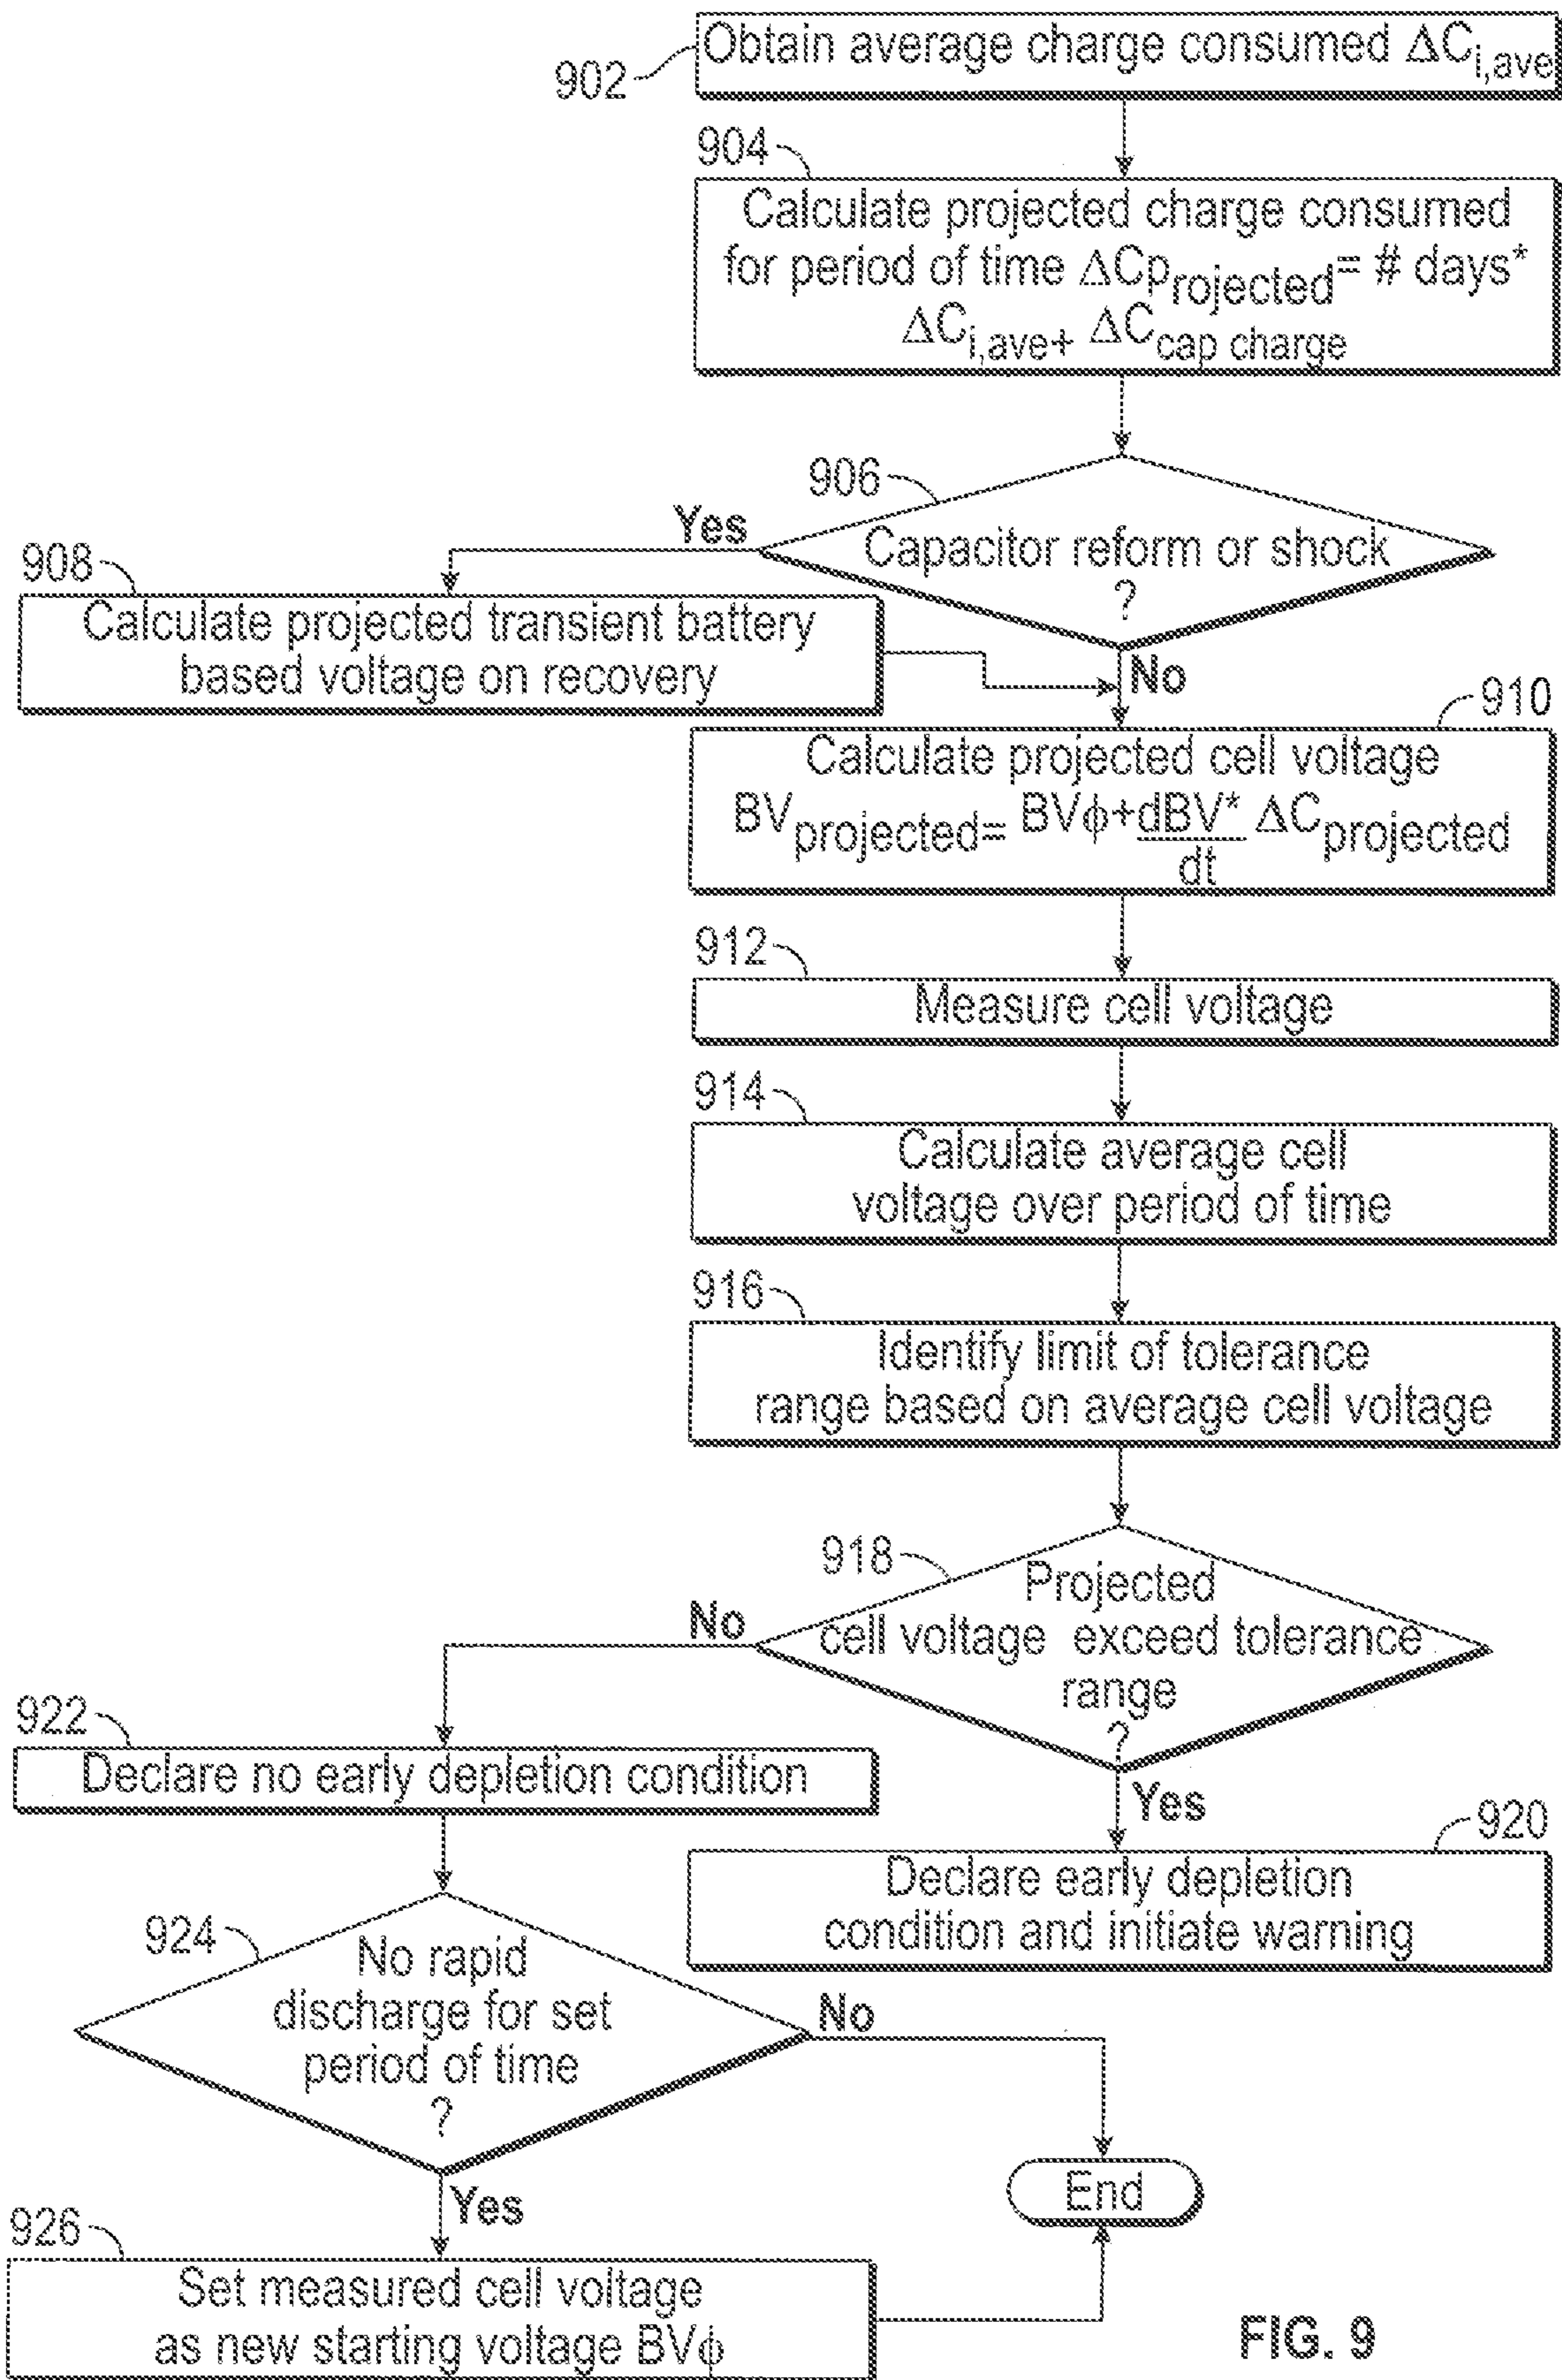 902
Obtain average charge consumed ΔCi,ave
904
Calculate projected charge consumed
for period of time ΔCprojected= # days*
ΔCi,ave+ ΔCcap charge
906
Capacitor reform or shock
?
Yes
No
908
Calculate projected transient battery
based voltage on recovery
910
Calculate projected cell voltage
BVprojected= BVϕ+dBV* ΔCprojected
dt
912
Measure cell voltage
914
Calculate average cell
voltage over period of time
916
Identify limit of tolerance
range based on average cell voltage
918
Projected
cell voltage exceed tolerance
range
?
No
Yes
922
Declare no early depletion condition
920
Declare early depletion
condition and initiate warning
924
No rapid
discharge for set
period of time
?
No
Yes
End
926
Set measured cell voltage
as new starting voltage BVϕ
FIG. 9